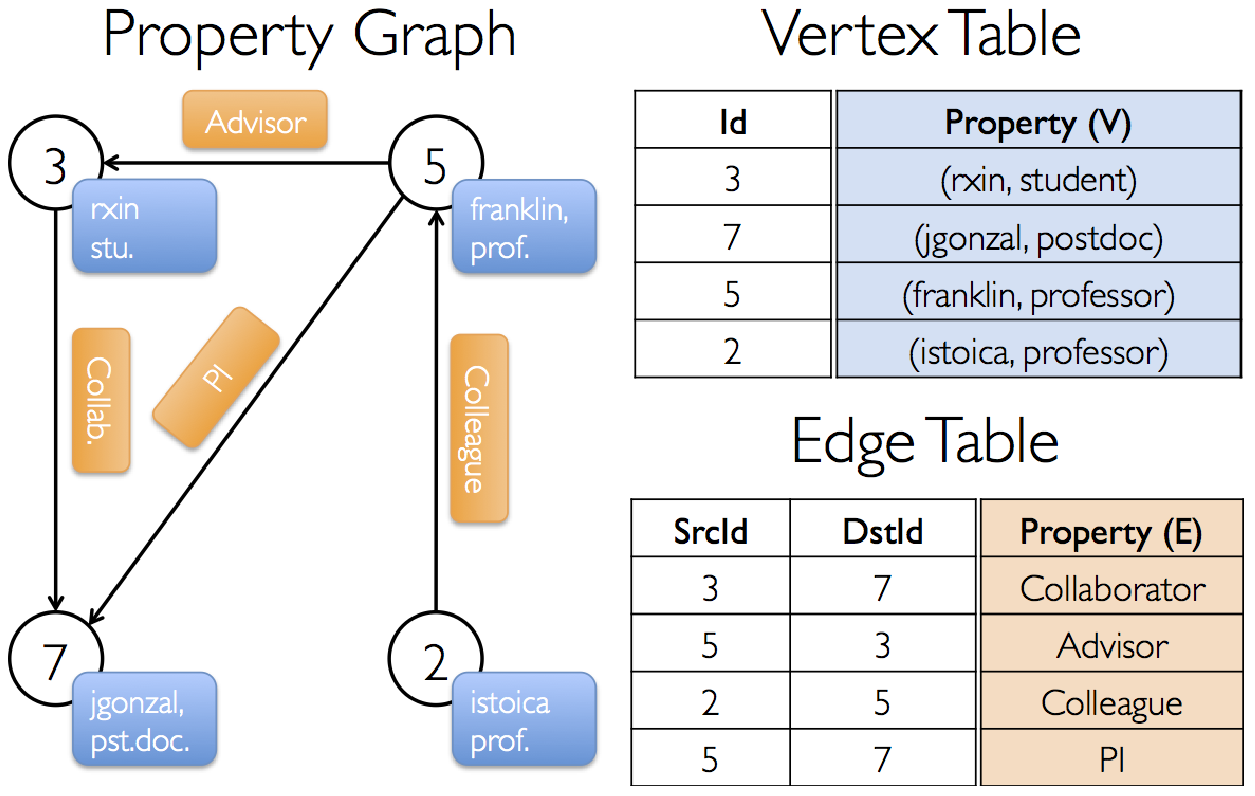 Property Graph
Advisor
3
rxin
stu.
5
franklin,
prof.
Collab.
PI
Colleague
7
jgonzal,
pst.doc.
2
istoica
prof.
Vertex Table
Id Property (V)
3 (rxin, student)
7 (jgonzal, postdoc)
5 (franklin, professor)
2 (istoica, professor)
Edge Table
SrcId DstId Property (E)
3 7 Collaborator
5 3 Advisor
2 5 Colleague
5 7 PI